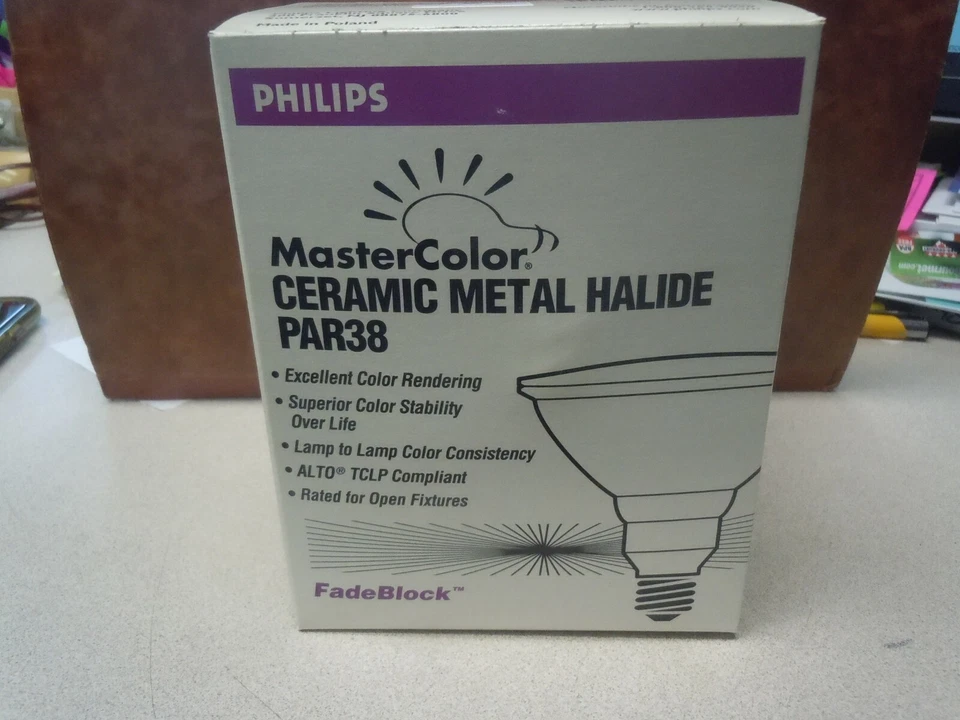 Made in Poland
PHILIPS
MasterColor®
CERAMIC METAL HALIDE
PAR38
• Excellent Color Rendering
• Superior Color Stability
Over Life
• Lamp to Lamp Color Consistency
• ALTO® TCLP Compliant
• Rated for Open Fixtures
FadeBlock™